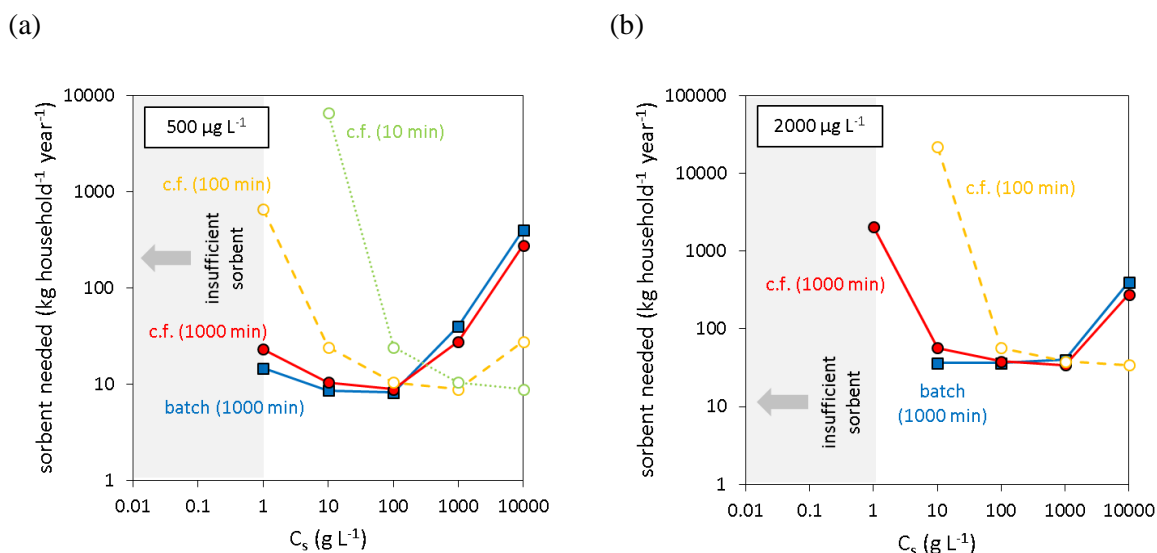 (a)
(b)
sorbent needed (kg household⁻¹ year⁻¹)
10000
1000
100
10
1
500 µg L⁻¹
c.f. (10 min)
c.f. (100 min)
insufficient
sorbent
c.f. (1000 min)
batch (1000 min)
0.01 0.1 1 10 100 1000 10000
Cₛ (g L⁻¹)
sorbent needed (kg household⁻¹ year⁻¹)
100000
10000
1000
100
10
1
2000 µg L⁻¹
c.f. (100 min)
c.f. (1000 min)
insufficient
sorbent
batch
(1000 min)
0.01 0.1 1 10 100 1000 10000
Cₛ (g L⁻¹)